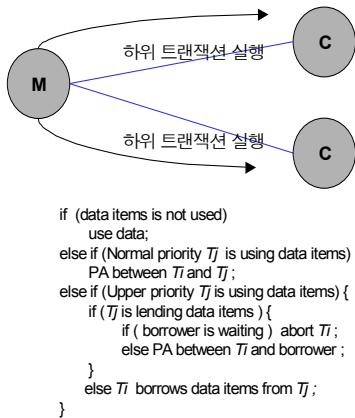 하위 트랜잭션 실행
C
M
하위 트랜잭션 실행
C
if (data items is not used)
use data;
else if (Normal priority Tj is using data items)
PA between Ti and Tj ;
else if (Upper priority Tj is using data items) {
if (Tj is lending data items ) {
if ( borrower is waiting ) abort Ti ;
else PA between Ti and borrower ;
}
else Ti borrows data items from Tj ;
}